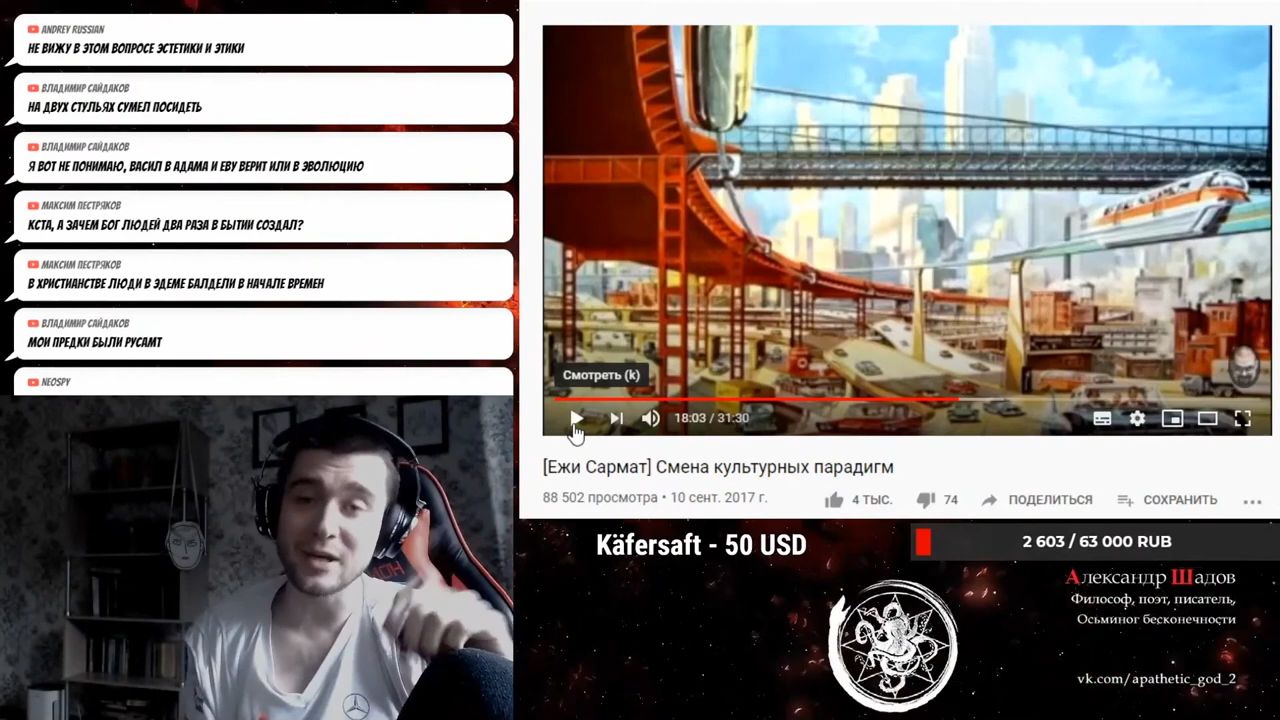 ANDREY RUSSIAN
НЕ ВИЖУ В ЭТОМ ВОПРОСЕ ЭСТЕТИКИ И ЭТИКИ
ВЛАДИМИР САЙДАКОВ
НА ДВУХ СТУЛЬЯХ СУМЕЛ ПОСИДЕТЬ
ВЛАДИМИР САЙДАКОВ
Я ВОТ НЕ ПОНИМАЮ, ВАСИЛ В АДАМА И ЕВУ ВЕРИТ ИЛИ В ЭВОЛЮЦИЮ
МАКСИМ ПЕСТРЯКОВ
КСТА, А ЗАЧЕМ БОГ ЛЮДЕЙ ДВА РАЗА В БЫТИИ СОЗДАЛ?
МАКСИМ ПЕСТРЯКОВ
В ХРИСТИАНСТВЕ ЛЮДИ В ЭДЕМЕ БАЛДЕЛИ В НАЧАЛЕ ВРЕМЕН
ВЛАДИМИР САЙДАКОВ
МОИ ПРЕДКИ БЫЛИ РУСАМТ
NEOSPY
Смотреть (k)
18:03 / 31:30
[Ежи Сармат] Смена культурных парадигм
88 502 просмотра • 10 сент. 2017 г.
4 ТЫС.
74
ПОДЕЛИТЬСЯ
СОХРАНИТЬ
Käfersaft - 50 USD
2 603 / 63 000 RUB
Александр Шадов
Философ, поэт, писатель,
Осьминог бесконечности
vk.com/apathetic_god_2